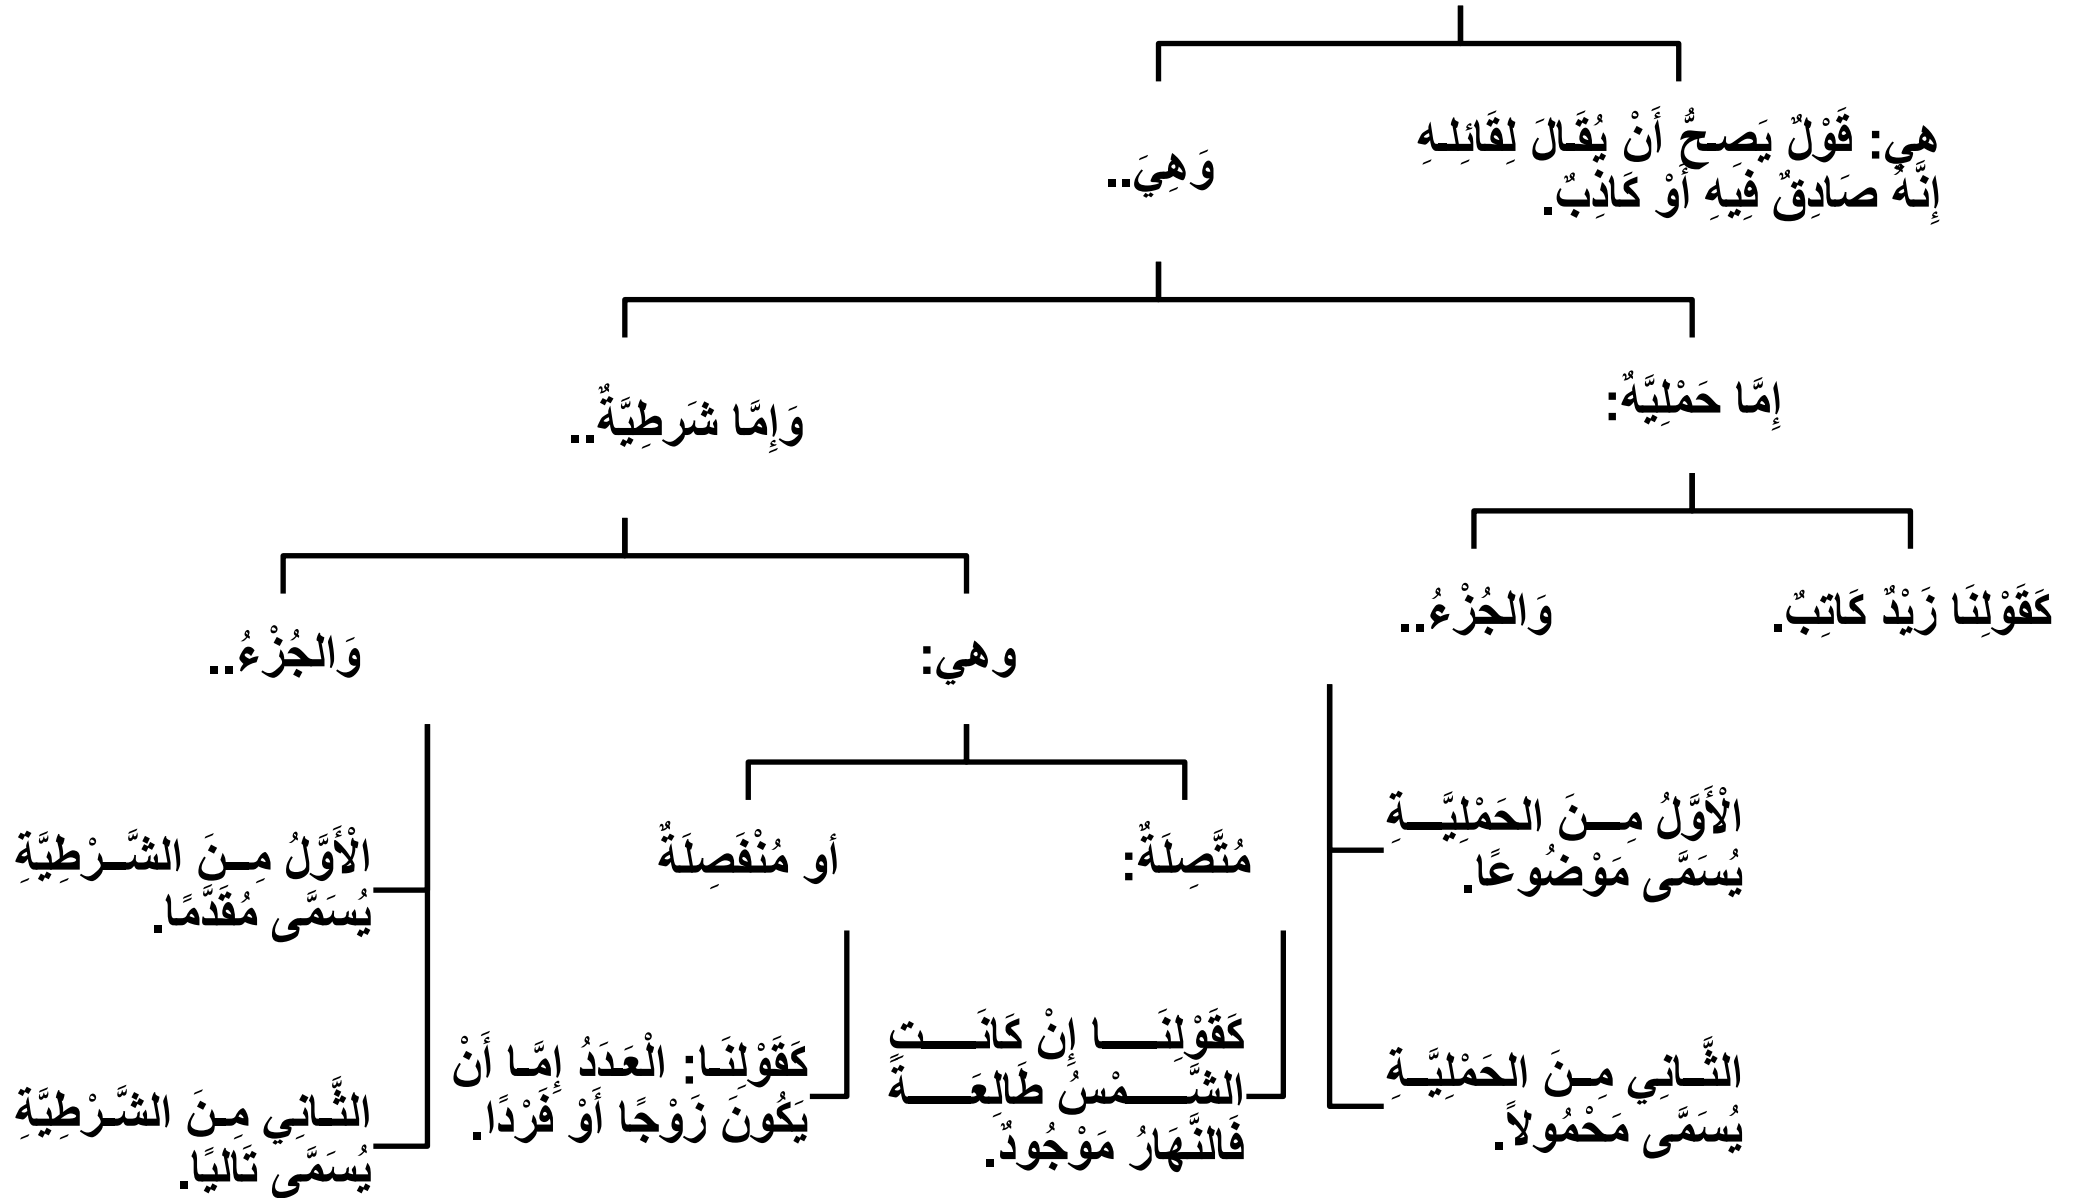 هي: قَوْلٌ يَصِحُّ أَنْ يُقَالَ لِقَائِلِهِ
إِنَّهُ صَادِقٌ فِيهِ أَوْ كَاذِبٌ.
وَهِيَ..
إِمَّا حَمْلِيَّةٌ:
وَإِمَّا شَرطِيَّةٌ..
كَقَوْلِنَا زَيْدٌ كَاتِبٌ.
وَالجُزْءُ..
وهي:
وَالجُزْءُ..
الْأَوَّلُ مِنَ الحَمْلِيَّةِ
يُسَمَّى مَوْضُوعًا.
الثَّانِي مِنَ الحَمْلِيَّةِ
يُسَمَّى مَحْمُولاً.
مُتَّصِلَةٌ:
أو مُنْفَصِلَةٌ
كَقَوْلِنَا إِنْ كَانَتِ
الشَّمْسُ طَالِعَةً
فَالنَّهَارُ مَوْجُودٌ.
كَقَوْلِنَا: الْعَدَدُ إِمَّا أَنْ
يَكُونَ زَوْجًا أَوْ فَرْدًا.
الْأَوَّلُ مِنَ الشَّرْطِيَّةِ
يُسَمَّى مُقَدَّمًا.
الثَّانِي مِنَ الشَّرْطِيَّةِ
يُسَمَّى تَالِيًا.